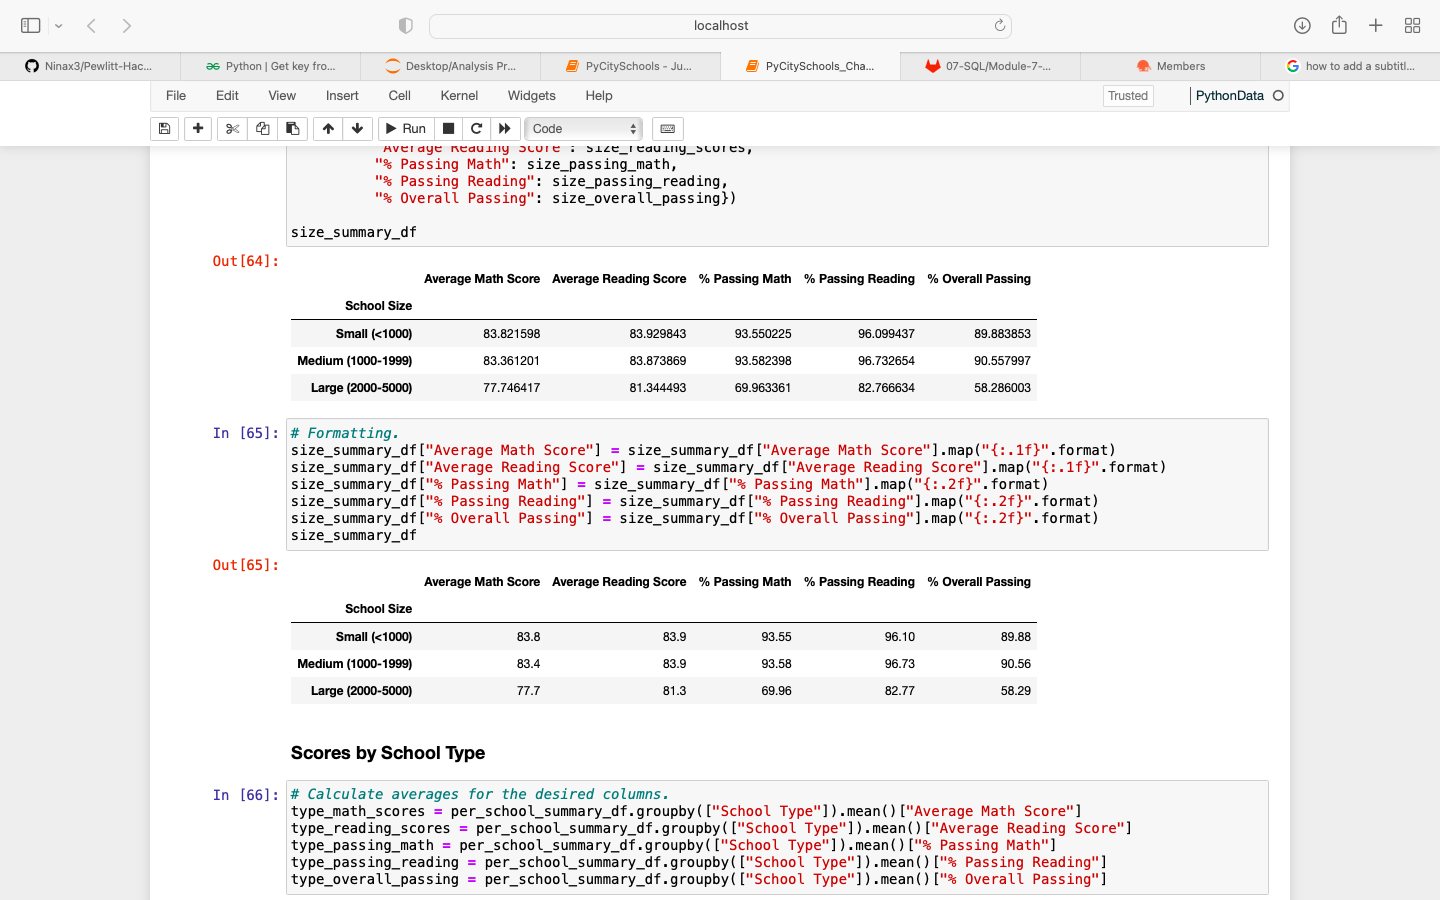 localhost
Ninax3/Pewlitt-Hac...
Python | Get key fro...
Desktop/Analysis Pr...
PyCitySchools - Ju...
PyCitySchools_Cha...
07-SQL/Module-7-...
Members
how to add a subtitl...
File Edit View Insert Cell Kernel Widgets Help Trusted PythonData
Run Code
"Average Reading Score": size_reading_scores,
"% Passing Math": size_passing_math,
"% Passing Reading": size_passing_reading,
"% Overall Passing": size_overall_passing})
size_summary_df
Out[64]:
Average Math Score Average Reading Score % Passing Math % Passing Reading % Overall Passing
School Size
Small (<1000) 83.821598 83.929843 93.550225 96.099437 89.883853
Medium (1000-1999) 83.361201 83.873869 93.582398 96.732654 90.557997
Large (2000-5000) 77.746417 81.344493 69.963361 82.766634 58.286003
In [65]: # Formatting.
size_summary_df["Average Math Score"] = size_summary_df["Average Math Score"].map("{:.1f}".format)
size_summary_df["Average Reading Score"] = size_summary_df["Average Reading Score"].map("{:.1f}".format)
size_summary_df["% Passing Math"] = size_summary_df["% Passing Math"].map("{:.2f}".format)
size_summary_df["% Passing Reading"] = size_summary_df["% Passing Reading"].map("{:.2f}".format)
size_summary_df["% Overall Passing"] = size_summary_df["% Overall Passing"].map("{:.2f}".format)
size_summary_df
Out[65]:
Average Math Score Average Reading Score % Passing Math % Passing Reading % Overall Passing
School Size
Small (<1000) 83.8 83.9 93.55 96.10 89.88
Medium (1000-1999) 83.4 83.9 93.58 96.73 90.56
Large (2000-5000) 77.7 81.3 69.96 82.77 58.29
Scores by School Type
In [66]: # Calculate averages for the desired columns.
type_math_scores = per_school_summary_df.groupby(["School Type"]).mean()["Average Math Score"]
type_reading_scores = per_school_summary_df.groupby(["School Type"]).mean()["Average Reading Score"]
type_passing_math = per_school_summary_df.groupby(["School Type"]).mean()["% Passing Math"]
type_passing_reading = per_school_summary_df.groupby(["School Type"]).mean()["% Passing Reading"]
type_overall_passing = per_school_summary_df.groupby(["School Type"]).mean()["% Overall Passing"]